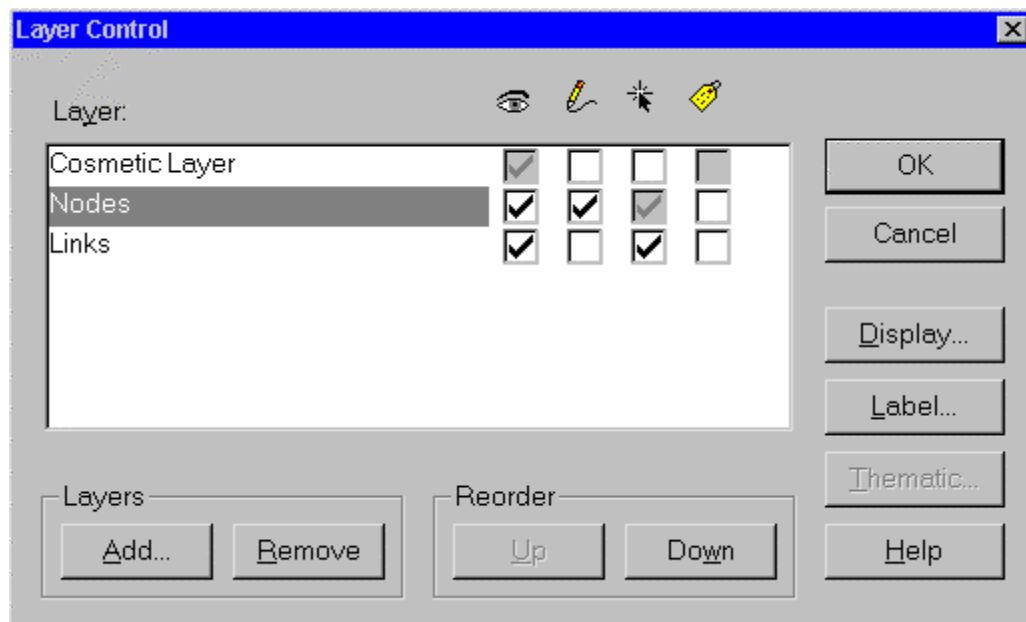 Layer Control
Layer:
Cosmetic Layer
Nodes
Links
OK
Cancel
Display...
Label...
Thematic...
Help
Layers
Add... Remove
Reorder
Up Down